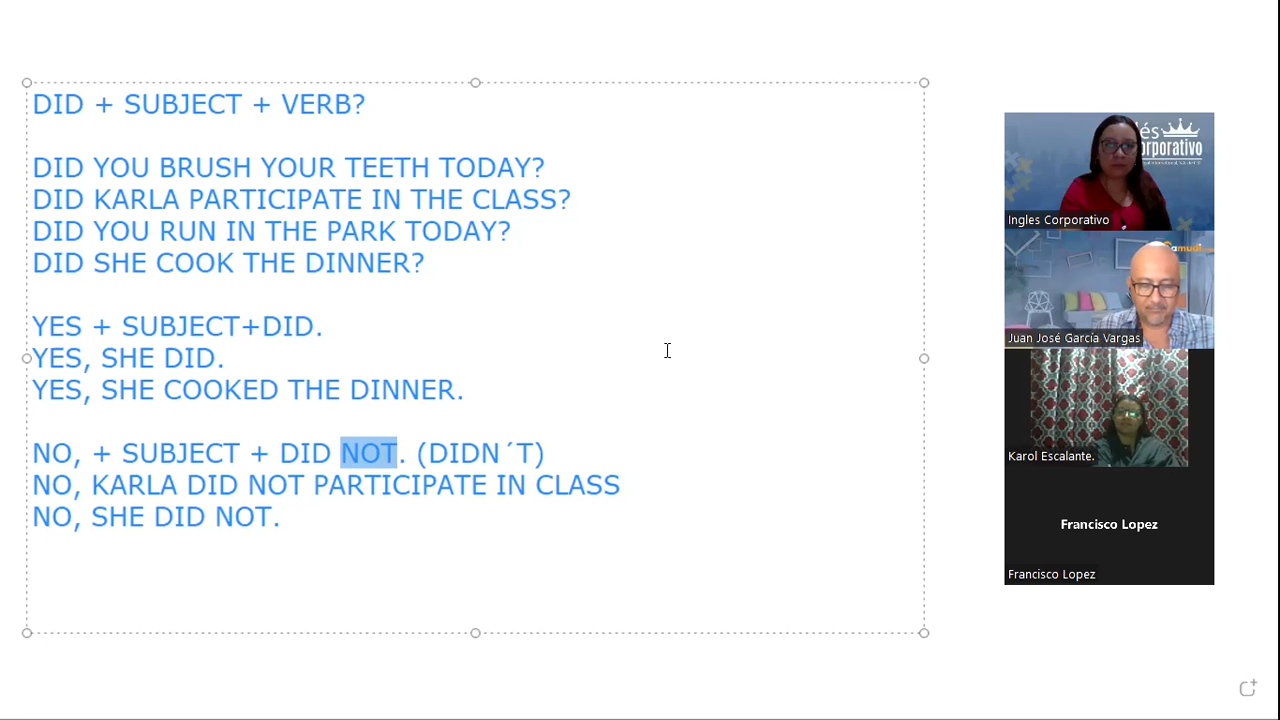 DID + SUBJECT + VERB?
DID YOU BRUSH YOUR TEETH TODAY?
DID KARLA PARTICIPATE IN THE CLASS?
DID YOU RUN IN THE PARK TODAY?
DID SHE COOK THE DINNER?
YES + SUBJECT+DID.
YES, SHE DID.
YES, SHE COOKED THE DINNER.
NO, + SUBJECT + DID NOT. (DIDN´T)
NO, KARLA DID NOT PARTICIPATE IN CLASS
NO, SHE DID NOT.
és
orporativo
Ingles Corporativo
Juan José García Vargas
Karol Escalante.
Francisco Lopez
Francisco Lopez